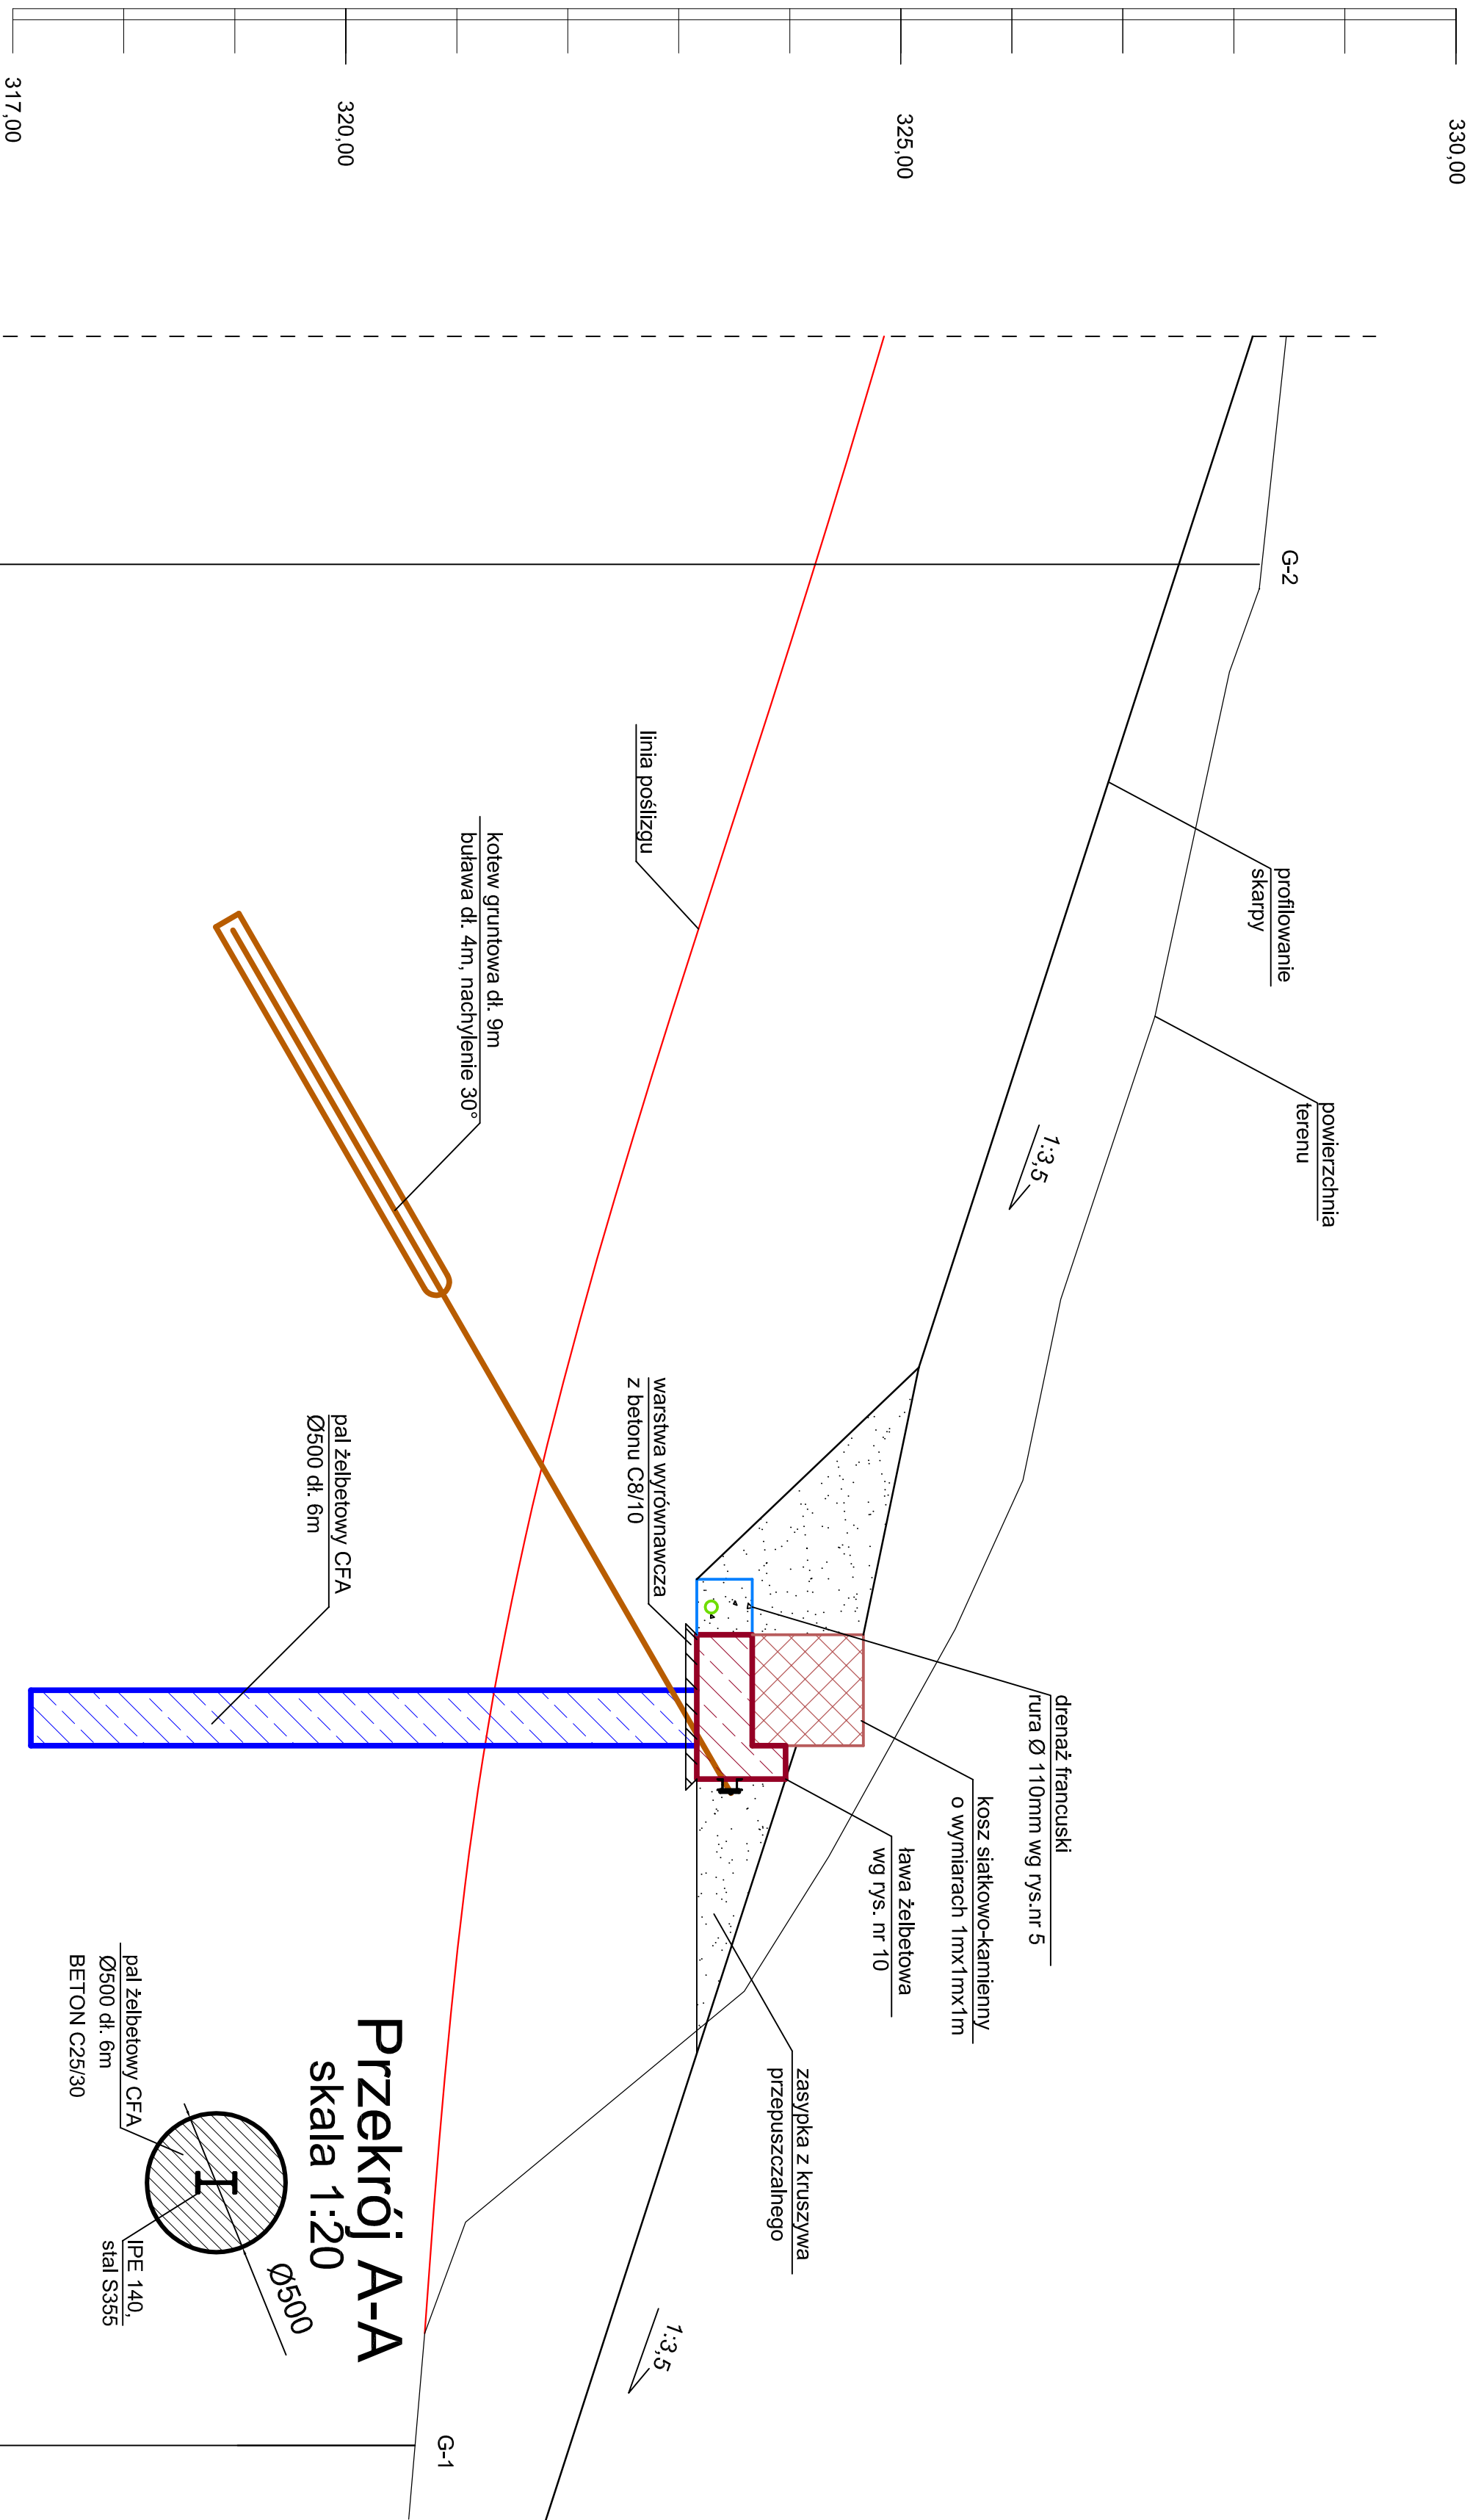 330,00
325,00
320,00
317,00
G-2
powierzchnia
terenu
profilowanie
skarpy
1:3,5
linia poślizgu
kotew gruntowa dł. 9m
buława dł. 4m, nachylenie 30°
drenaż francuski
rura Ø 110mm wg rys.nr 5
kosz siatkowo-kamienny
o wymiarach 1mx1mx1m
ława żelbetowa
wg rys. nr 10
zasypka z kruszywa
przepuszczalnego
warstwa wyrównawcza
z betonu C8/10
pal żelbetowy CFA
Ø500 dł. 6m
1:3,5
G-1
Przekrój A-A
skala 1:20
Ø500
pal żelbetowy CFA
Ø500 dł. 6m
BETON C25/30
IPE 140,
stal S355